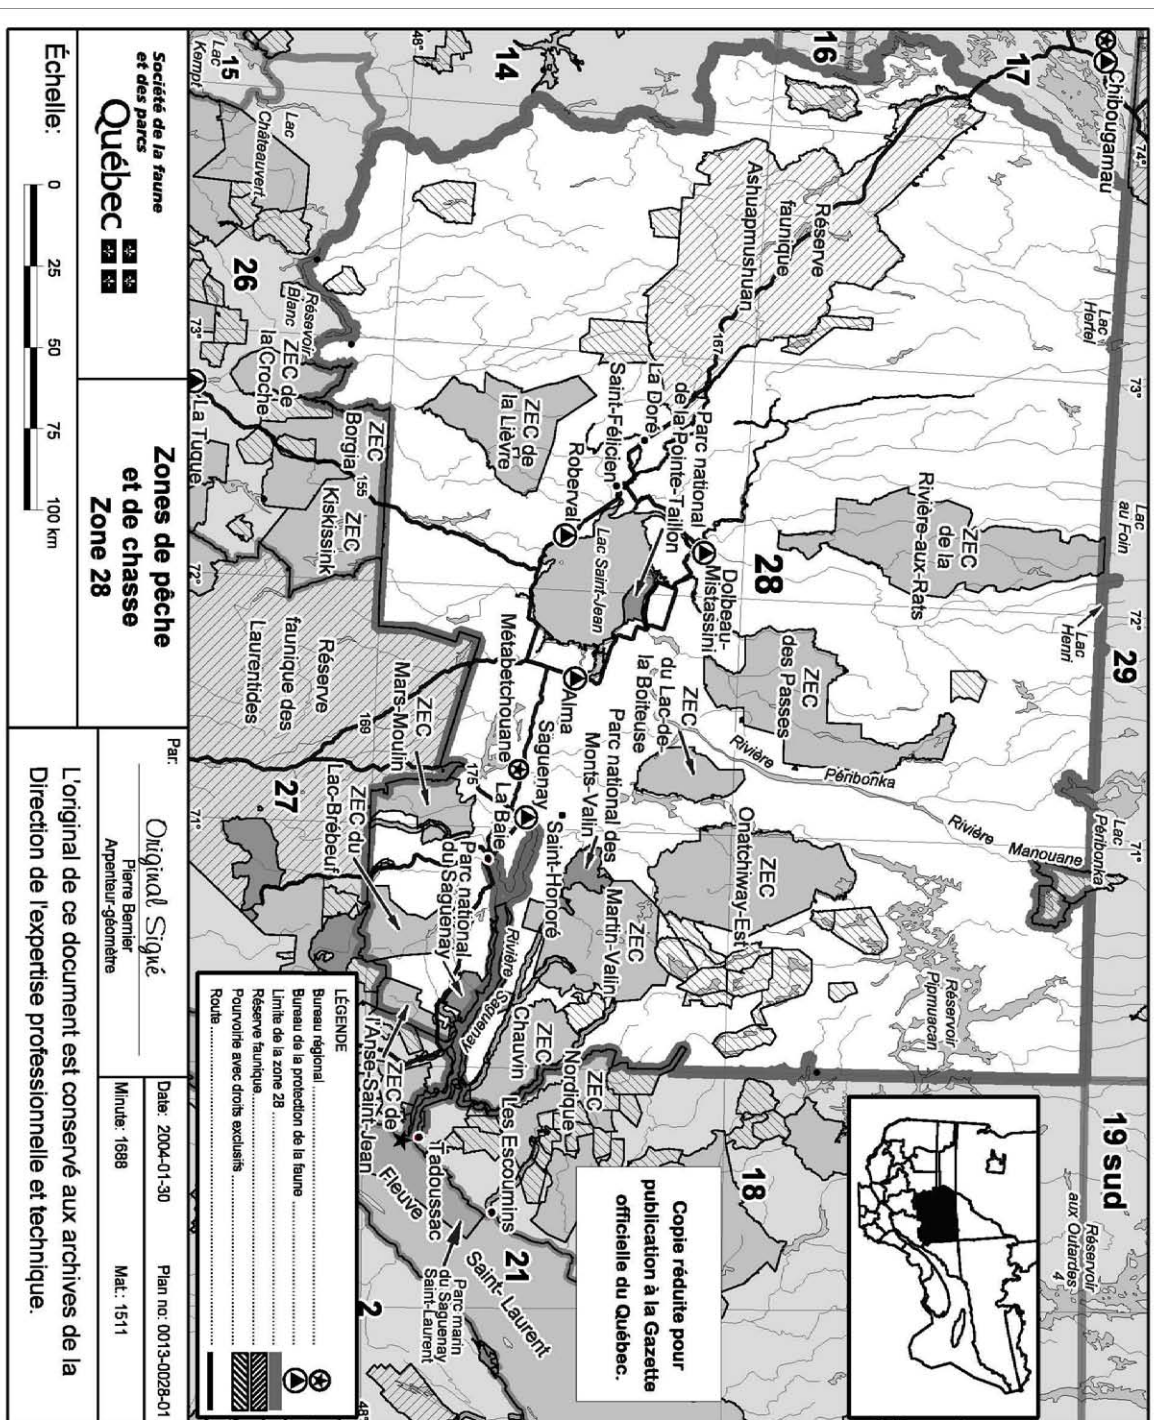 16
17
Chibougamau
74°
14
15
Lac
Kempt
48°
Lac
Châteauvert
26
Réservoir
Blanc
73°
ZEC de
la Croche
La Tuque
ZEC
Borgia
155
ZEC
Kiskissink
72°
Réserve
faunique
Ashuapmushuan
167
Lac
Herfe
73°
La Doré
Saint-Félicien
Parc national
de la Pointe-Taillon
ZEC de
la Lièvre
Roberval
Lac Saint-Jean
Dolbeau-
Mistassini
28
ZEC
de la
Rivière-aux-Rats
Lac
au Foin
72°
Lac
Henri
29
ZEC
des Passes
ZEC
du Lac-de-
la Boiteuse
Alma
Métabetchouane
Réserve
faunique des
Laurentides
169
ZEC
Mars-Moulin
175
27
71°
ZEC du
Lac-Brébeuf
Saguenay
La Baie
Saint-Honoré
Parc national des
Monts-Valin
Rivière
Péribonka
Rivière
Manouane
Lac
Péribonka
71°
ZEC
Onatchiway-Est
ZEC
Martin-Valin
Parc national
du Saguenay
Rivière Saguenay
Réservoir
Pipmuacan
ZEC
Chauvin
ZEC
Nordique
ZEC de
l'Anse-Saint-Jean
Tadoussac
Les Escoumins
Fleuve
Saint-Laurent
Parc marin
du Saguenay
Saint-Laurent
21
2
18
19 sud
Réservoir
aux Outardes
4
48°
Copie réduite pour
publication à la Gazette
officielle du Québec.
LÉGENDE
Bureau régional
Bureau de la protection de la faune
Limite de la zone 28
Réserve faunique
Pourvoirie avec droits exclusifs
Route
Société de la faune
et des parcs
Québec
Échelle:
0 25 50 75 100 km
Zones de pêche
et de chasse
Zone 28
Par:
Original Signé
Pierre Bernier
Arpenteur-géomètre
Date: 2004-01-30
Plan no: 0013-0028-01
Minute: 1688
Mat.: 1511
L'original de ce document est conservé aux archives de la
Direction de l'expertise professionnelle et technique.